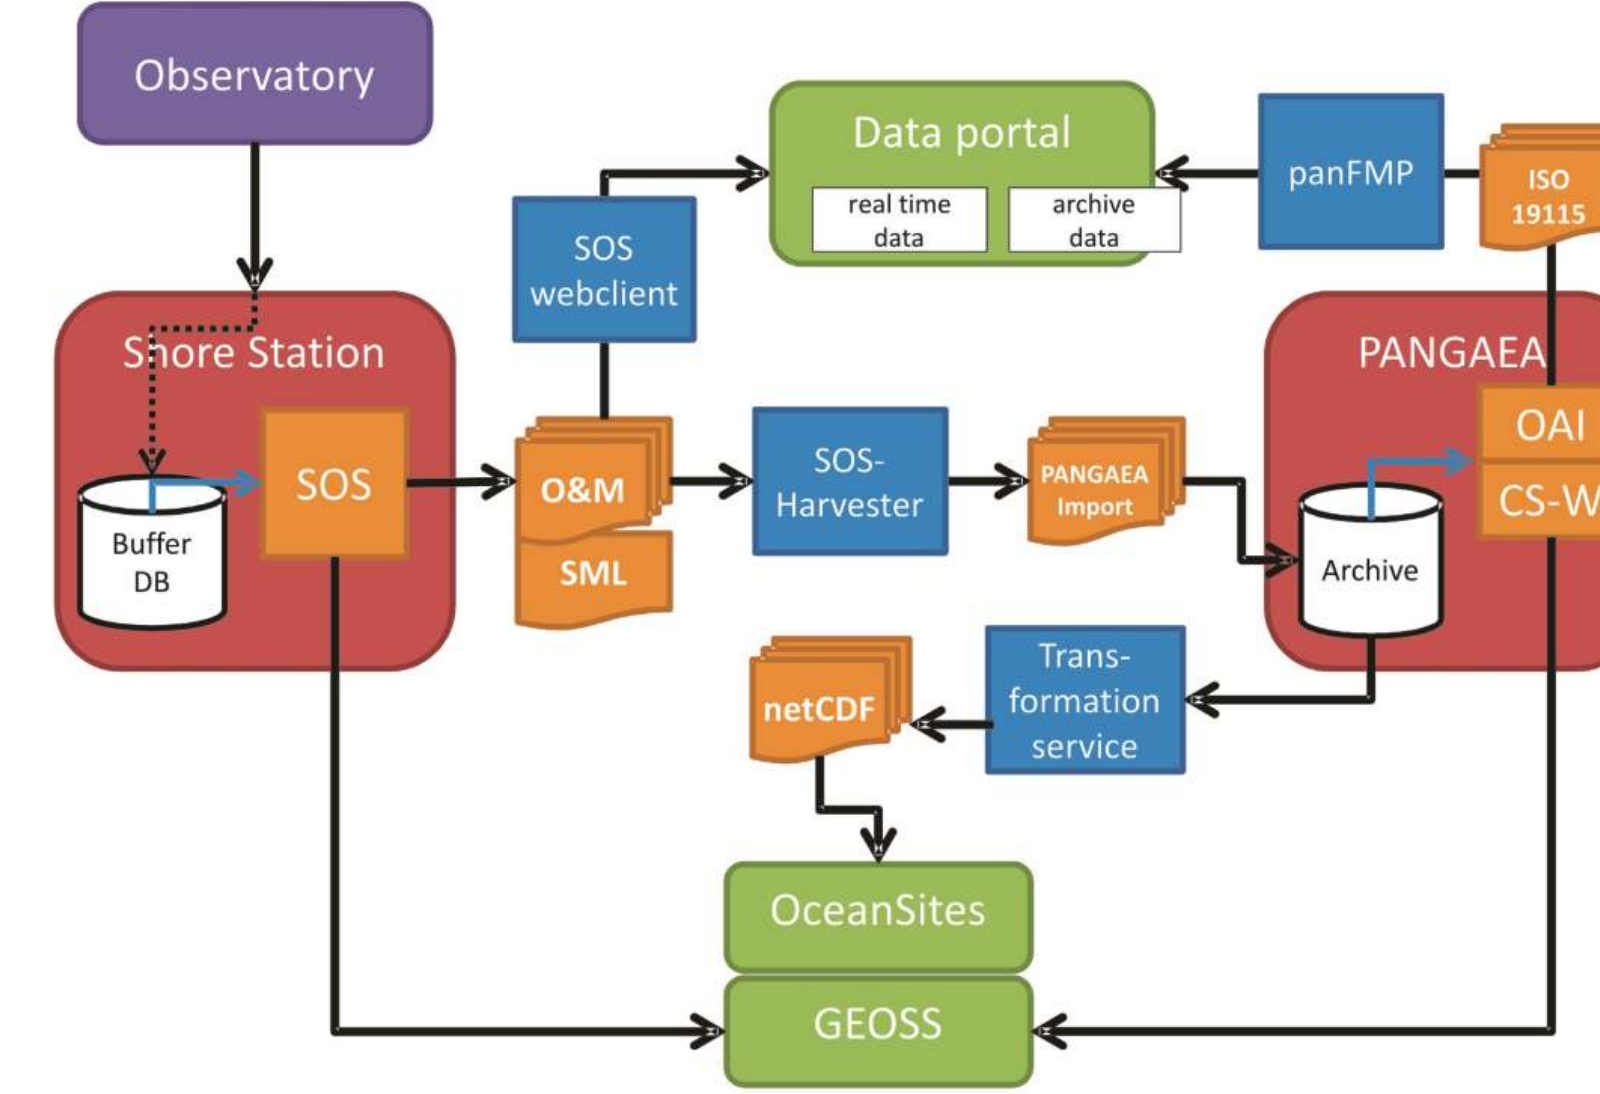 Observatory
Data portal
real time
data
archive
data
panFMP
ISO
19115
SOS
webclient
Shore Station
PANGAEA
SOS
Buffer
DB
O&M
SML
SOS-
Harvester
PANGAEA
Import
OAI
CS-W
Archive
Trans-
formation
service
netCDF
OceanSites
GEOSS